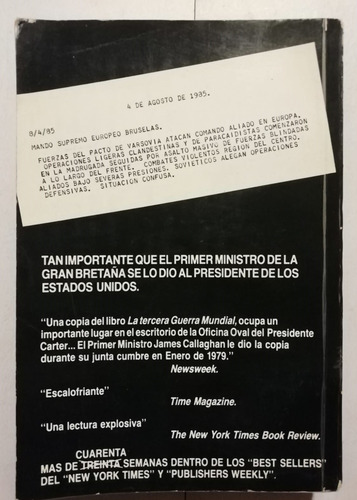 4 DE AGOSTO DE 1985.
8/4/85
MANDO SUPREMO EUROPEO BRUSELAS.
FUERZAS DEL PACTO DE VARSOVIA ATACAN COMANDO ALIADO EN EUROPA.
OPERACIONES LIGERAS CLANDESTINAS Y DE PARACAIDISTAS COMENZARON
EN LA MADRUGADA SEGUIDAS POR ASALTO MASIVO DE FUERZAS BLINDADAS
A LO LARGO DEL FRENTE. COMBATES VIOLENTOS REGION DEL CENTRO.
ALIADOS BAJO SEVERAS PRESIONES. SOVIETICOS ALEGAN OPERACIONES
DEFENSIVAS. SITUACION CONFUSA.
TAN IMPORTANTE QUE EL PRIMER MINISTRO DE LA
GRAN BRETAÑA SE LO DIO AL PRESIDENTE DE LOS
ESTADOS UNIDOS.
"Una copia del libro La tercera Guerra Mundial, ocupa un
importante lugar en el escritorio de la Oficina Oval del Presidente
Carter... El Primer Ministro James Callaghan le dio la copia
durante su junta cumbre en Enero de 1979."
Newsweek.
"Escalofriante"
Time Magazine.
"Una lectura explosiva"
The New York Times Book Review.
CUARENTA
MAS DE TREINTA SEMANAS DENTRO DE LOS "BEST SELLERS"
DEL "NEW YORK TIMES" Y "PUBLISHERS WEEKLY".